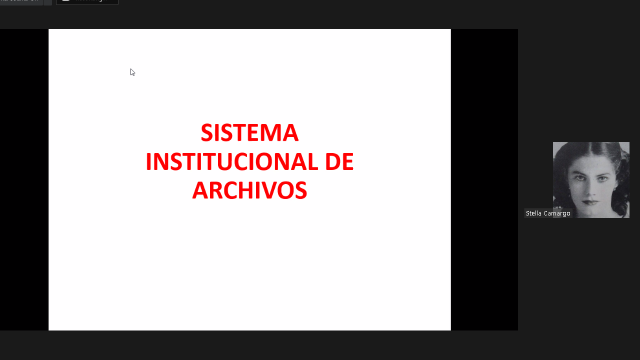 SISTEMA
INSTITUCIONAL DE
ARCHIVOS
Stella Camargo